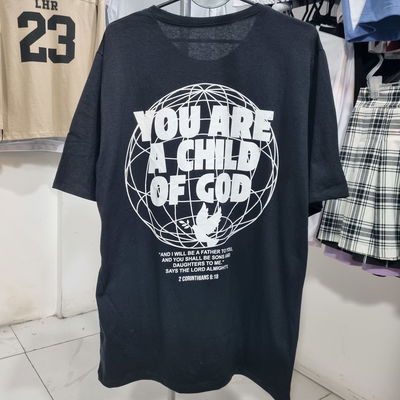 LHR
23
YOU ARE
A CHILD
OF GOD
"AND I WILL BE A FATHER TO YOU,
AND YOU SHALL BE SONS AND
DAUGHTERS TO ME,"
SAYS THE LORD ALMIGHTY.
2 CORINTHIANS 6:18